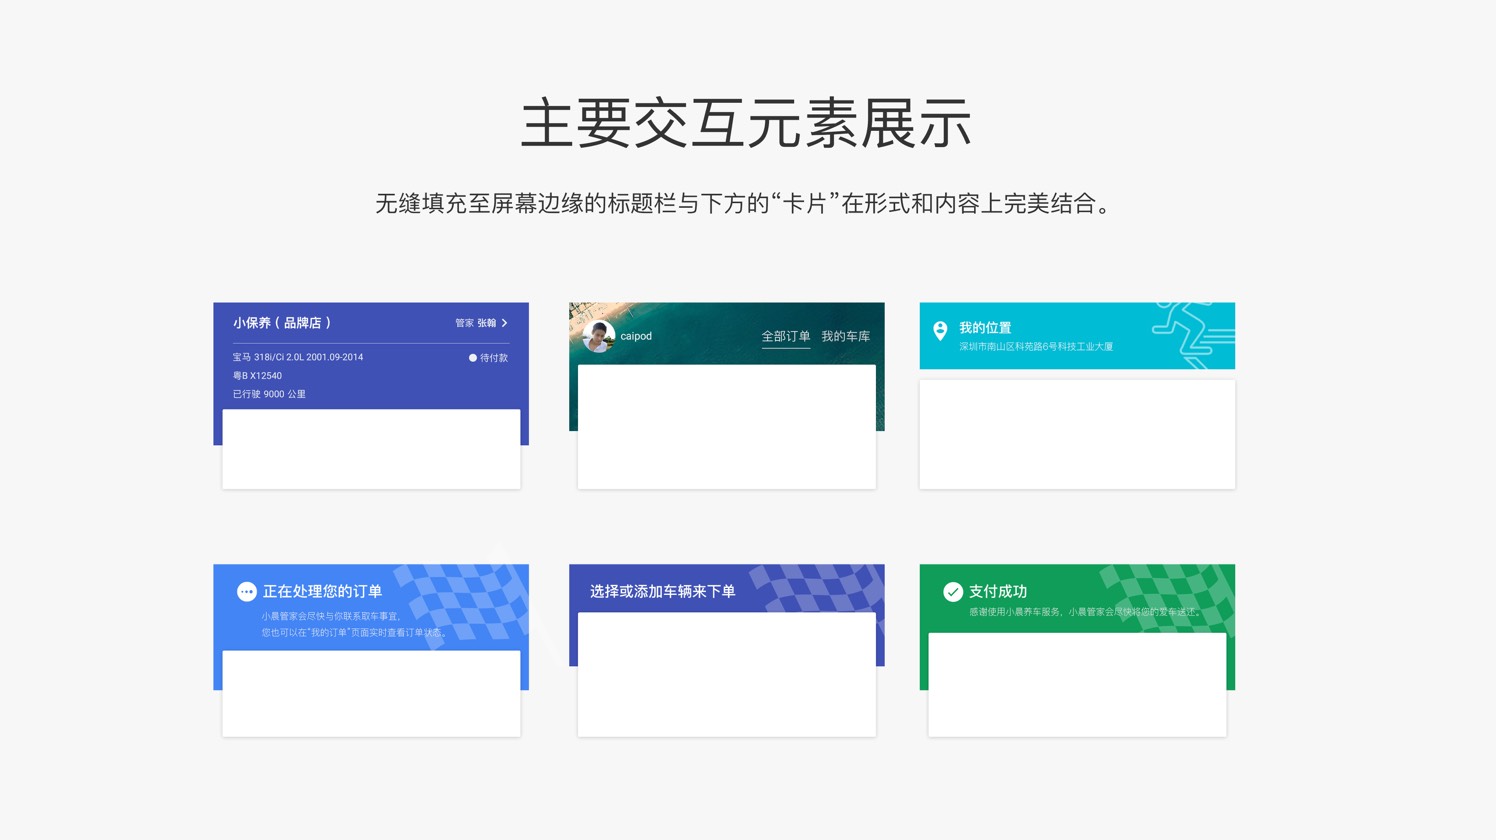 主要交互元素展示
无缝填充至屏幕边缘的标题栏与下方的“卡片”在形式和内容上完美结合。
小保养（品牌店）
管家 张翰
宝马 318i/Ci 2.0L 2001.09-2014
待付款
粤B X12540
已行驶 9000 公里
caipod
全部订单
我的车库
我的位置
深圳市南山区科苑路6号科技工业大厦
正在处理您的订单
小晨管家会尽快与你联系取车事宜，
您也可以在“我的订单”页面实时查看订单状态。
选择或添加车辆来下单
支付成功
感谢使用小晨养车服务，小晨管家会尽快将您的爱车送还。